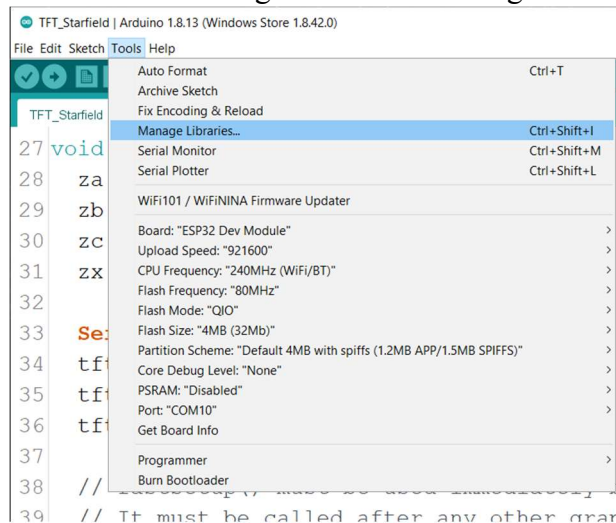 TFT_Starfield | Arduino 1.8.13 (Windows Store 1.8.42.0)
File Edit Sketch Tools Help
Auto Format Ctrl+T
Archive Sketch
Fix Encoding & Reload
TFT_Starfield
Manage Libraries... Ctrl+Shift+I
Serial Monitor Ctrl+Shift+M
Serial Plotter Ctrl+Shift+L
WiFi101 / WiFiNINA Firmware Updater
Board: "ESP32 Dev Module"
Upload Speed: "921600"
CPU Frequency: "240MHz (WiFi/BT)"
Flash Frequency: "80MHz"
Flash Mode: "QIO"
Flash Size: "4MB (32Mb)"
Partition Scheme: "Default 4MB with spiffs (1.2MB APP/1.5MB SPIFFS)"
Core Debug Level: "None"
PSRAM: "Disabled"
Port: "COM10"
Get Board Info
Programmer
Burn Bootloader
27 void
28 za
29 zb
30 zc
31 zx
32
33
34
35
36
37
38 // must be used immediately
39 // It must be called after any other